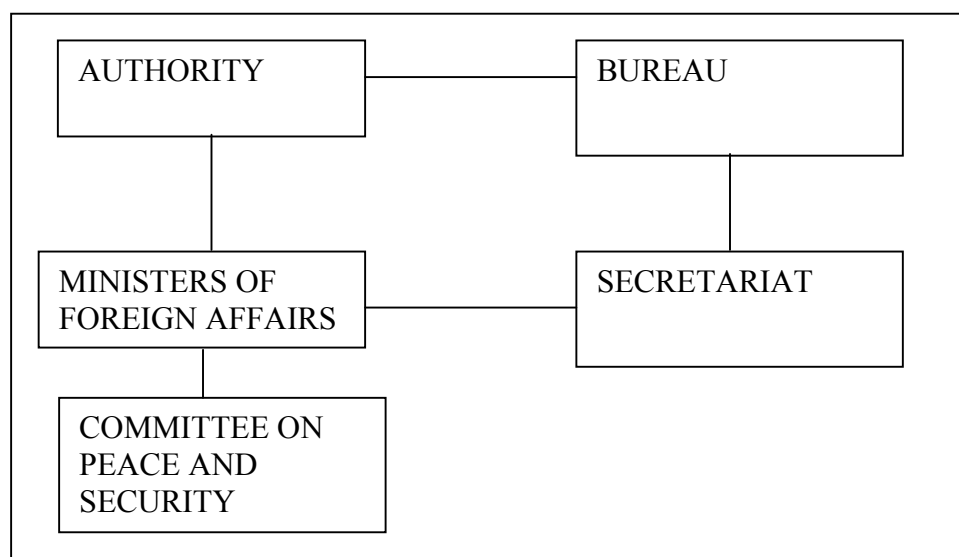 AUTHORITY
BUREAU
MINISTERS OF
FOREIGN AFFAIRS
SECRETARIAT
COMMITTEE ON
PEACE AND
SECURITY